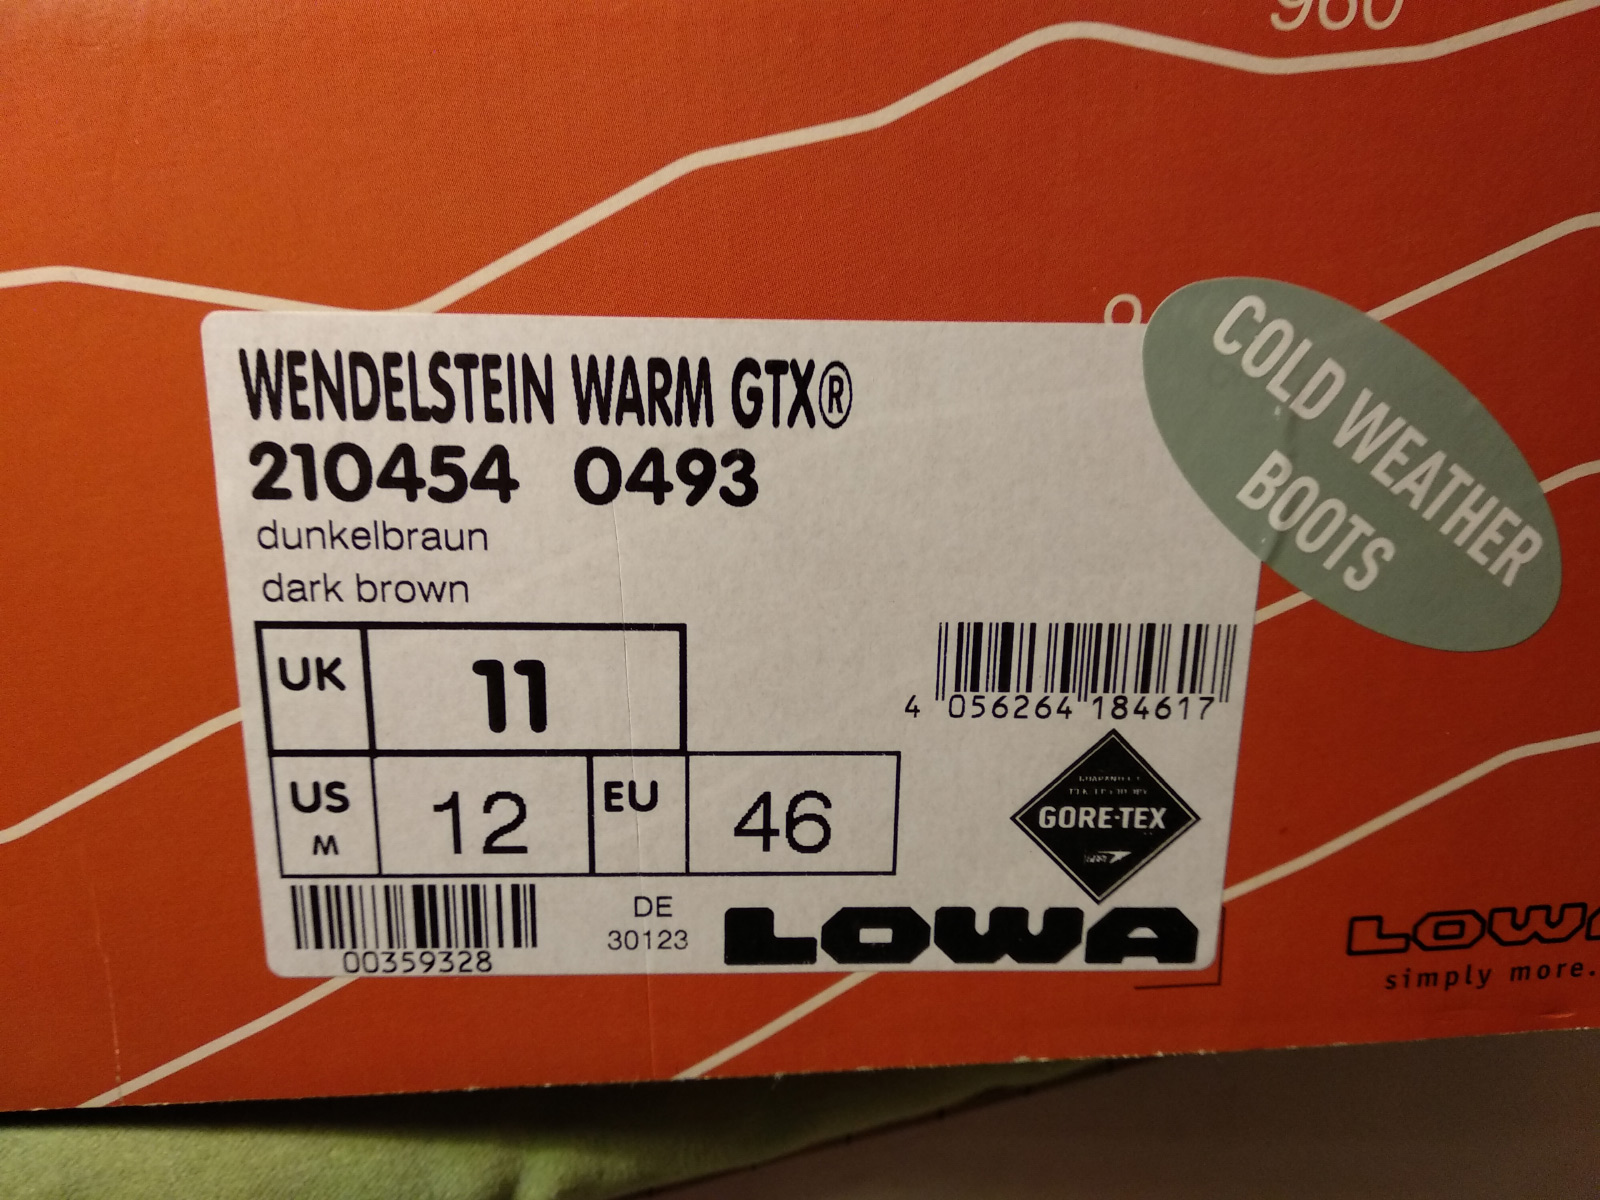 960
WENDELSTEIN WARM GTX®
210454 0493
dunkelbraun
dark brown
COLD WEATHER
BOOTS
UK 11
US M 12 EU 46
4 056264 184617
GORE-TEX
00359328
DE
30123
LOWA
LOWA
simply more.